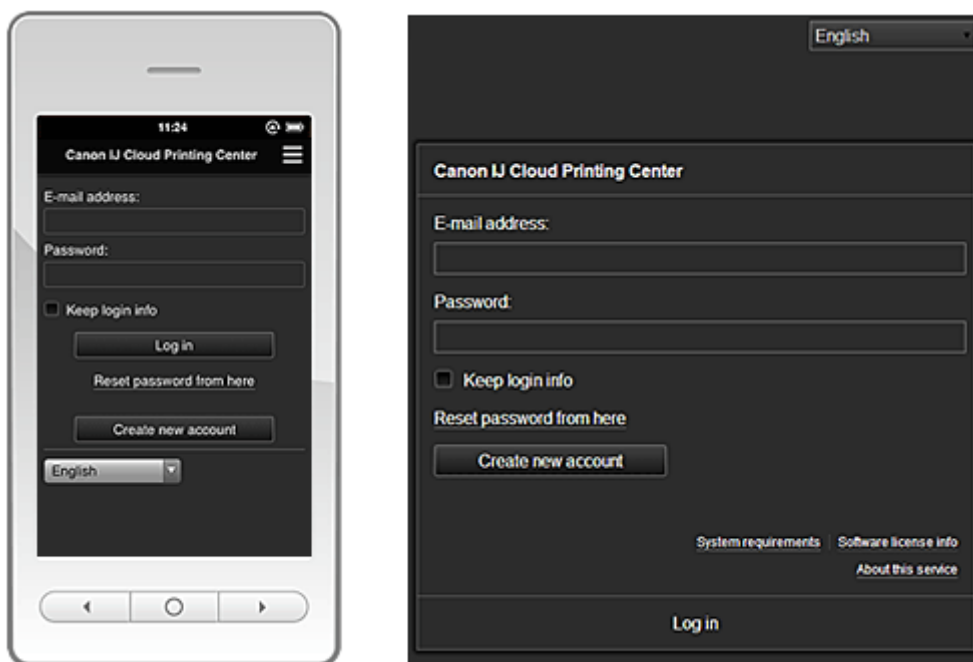 11:24
Canon IJ Cloud Printing Center
E-mail address:
Password:
Keep login info
Log in
Reset password from here
Create new account
English
English
Canon IJ Cloud Printing Center
E-mail address:
Password:
Keep login info
Reset password from here
Create new account
System requirements Software license info
About this service
Log in